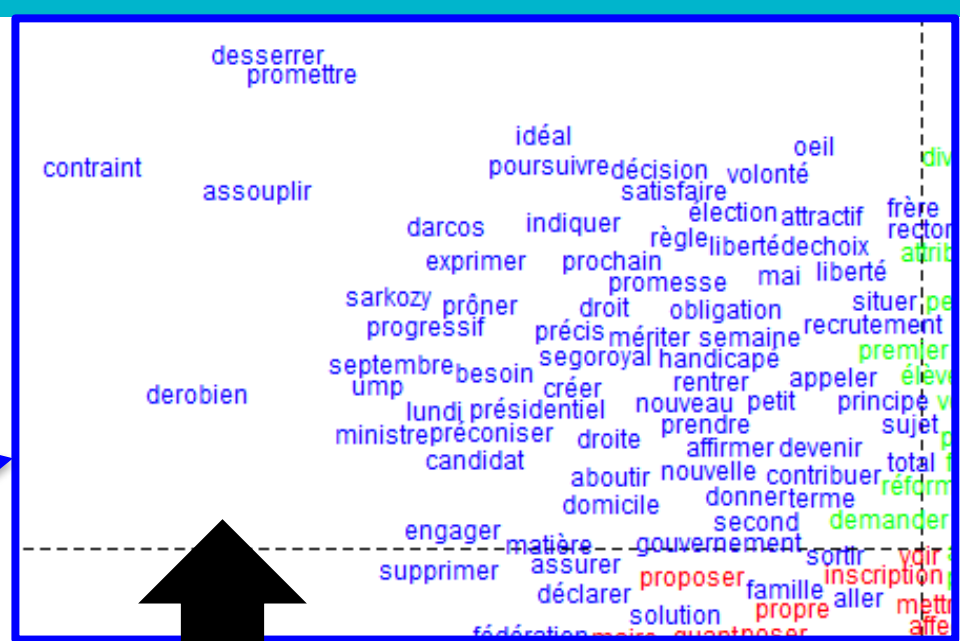 desserrer
promettre
idéal
oeil
contraint
poursuivre décision volonté
assouplir
satisfaire
élection attractif frère
darcos indiquer
règle libertédechoix
exprimer prochain
promesse mai liberté
sarkozy prôner droit obligation situer
progressif précis mériter semaine recrutement
segoroyal handicapé premier
septembre besoin
ump créer rentrer appeler
derobien
lundi présidentiel nouveau petit principe
ministre préconiser droite prendre sujet
affirmer devenir
candidat
aboutir nouvelle contribuer total
domicile donner terme
engager second demander
matière gouvernement
supprimer assurer sortir voir
proposer inscription
déclarer famille aller
solution propre